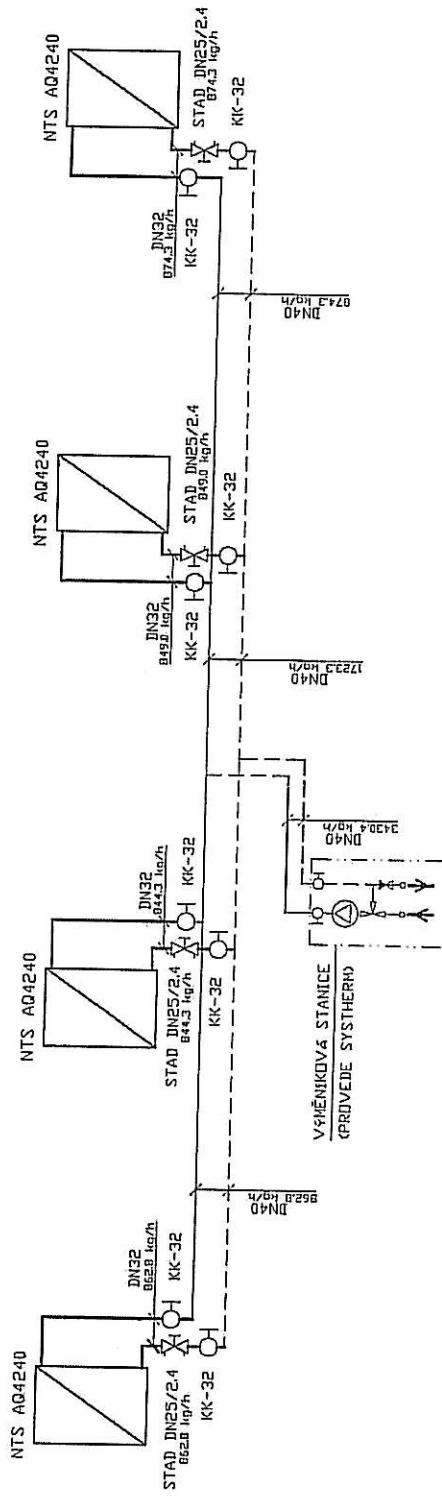 NTS AQ4240
STAD DN25/2.4
874.3 kg/h
KK-32
DN32
874.3 kg/h
KK-32
DN40
874.3 kg/h
NTS AQ4240
STAD DN25/2.4
849.0 kg/h
KK-32
DN32
849.0 kg/h
KK-32
DN40
1723.3 kg/h
NTS AQ4240
DN32
844.3 kg/h
KK-32
STAD DN25/2.4
844.3 kg/h
KK-32
DN40
3430.4 kg/h
VÝMĚNÍKOVÁ STANICE
(PROVEDE SYSTHERM)
NTS AQ4240
DN32
862.8 kg/h
KK-32
STAD DN25/2.4
862.8 kg/h
KK-32
DN40
862.8 kg/h